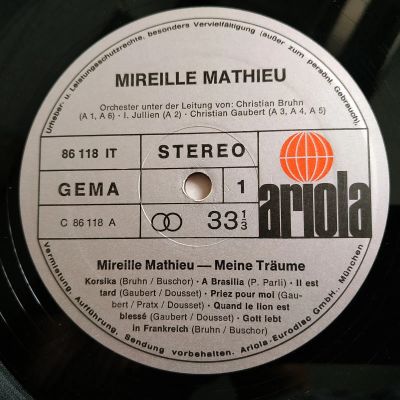 Urheber- u. Leistungsschutzrechte, besonders Vervielfältigung (außer zum persönl. Gebrauch),
MIREILLE MATHIEU
Orchester unter der Leitung von: Christian Bruhn
(A 1, A 6) · I. Jullien (A 2) · Christian Gaubert (A 3, A 4, A 5)
86 118 IT
STEREO
GEMA
1
C 86 118 A
33 1/3
ariola
Mireille Mathieu — Meine Träume
Korsika (Bruhn / Buschor) · A Brasilia (P. Parli) · Il est
tard (Gaubert / Dousset) · Priez pour moi (Gau-
bert / Pratx / Dousset) · Quand le lion est
blessé (Gaubert / Dousset) · Gott lebt
in Frankreich (Bruhn / Buschor)
Vermietung, Aufführung, Sendung vorbehalten. Ariola-Eurodisc GmbH., München